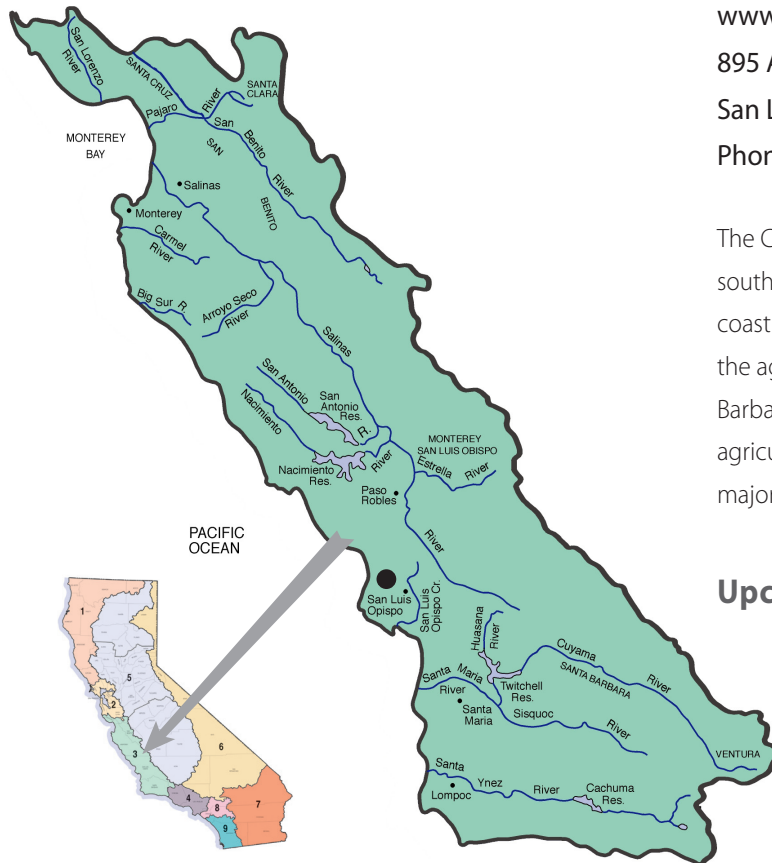 San Lorenzo
River
SANTA CRUZ
Pajaro
River
SANTA
CLARA
MONTEREY
BAY
San Benito River
SAN BENITO
Salinas
Monterey
Carmel
River
Big Sur R.
Arroyo Seco
River
Salinas
San Antonio
San
Antonio
Res.
R.
Nacimiento
River
Nacimiento
Res.
MONTEREY
SAN LUIS OBISPO
Estrella River
Paso
Robles
PACIFIC
OCEAN
River
San Luis
Opispo
San Luis
Opispo Cr.
Huasana
River
Cuyama River
SANTA BARBARA
Santa Maria
River
Twitchell
Res.
Santa
Maria
Sisquoc River
VENTURA
Santa Ynez River
Cachuma
Res.
Lompoc
1
2
3
4
5
6
7
8
9
www
895 A
San L
Phon
The C
south
coast
the ag
Barba
agricu
major
Upc